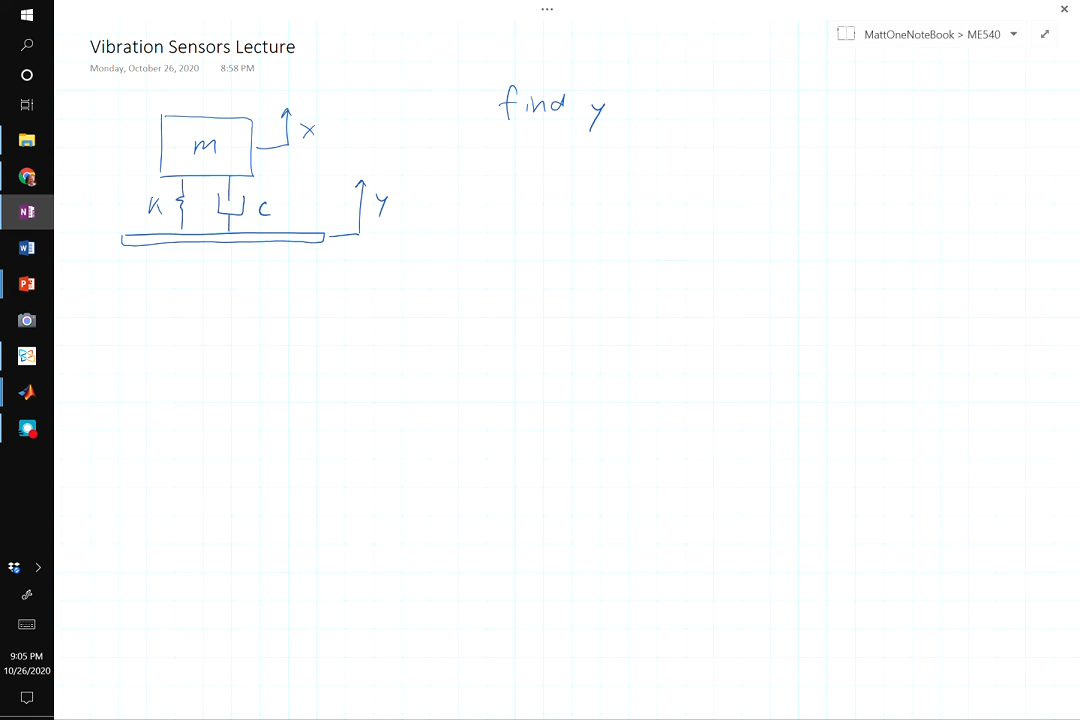 Vibration Sensors Lecture
Monday, October 26, 2020 8:58 PM
MattOneNoteBook > ME540
find y
m
x
K
c
y
9:05 PM
10/26/2020